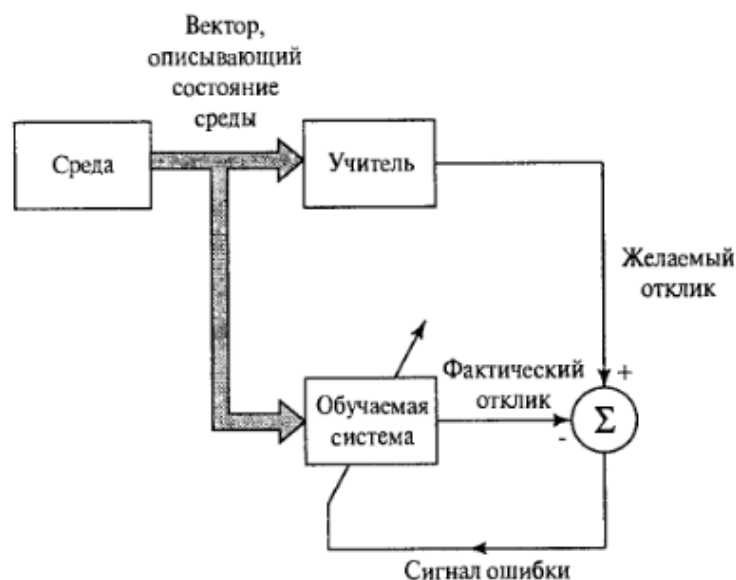 Вектор,
описывающий
состояние
среды
Среда
Учитель
Желаемый
отклик
Фактический
отклик
+
Обучаемая
система
-
Σ
Сигнал ошибки